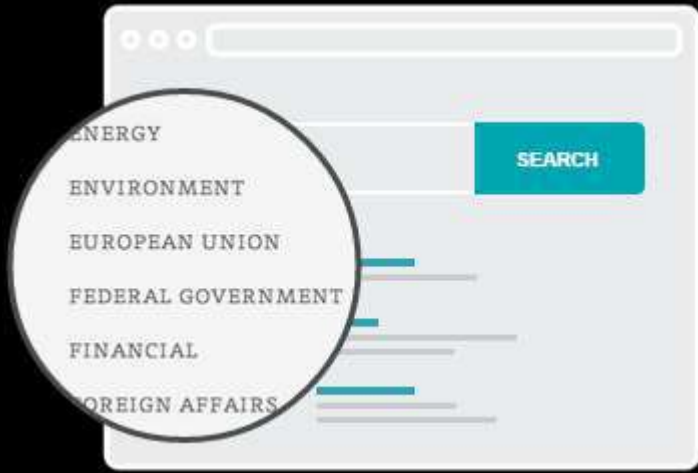 ENERGY
SEARCH
ENVIRONMENT
EUROPEAN UNION
FEDERAL GOVERNMENT
FINANCIAL
FOREIGN AFFAIRS